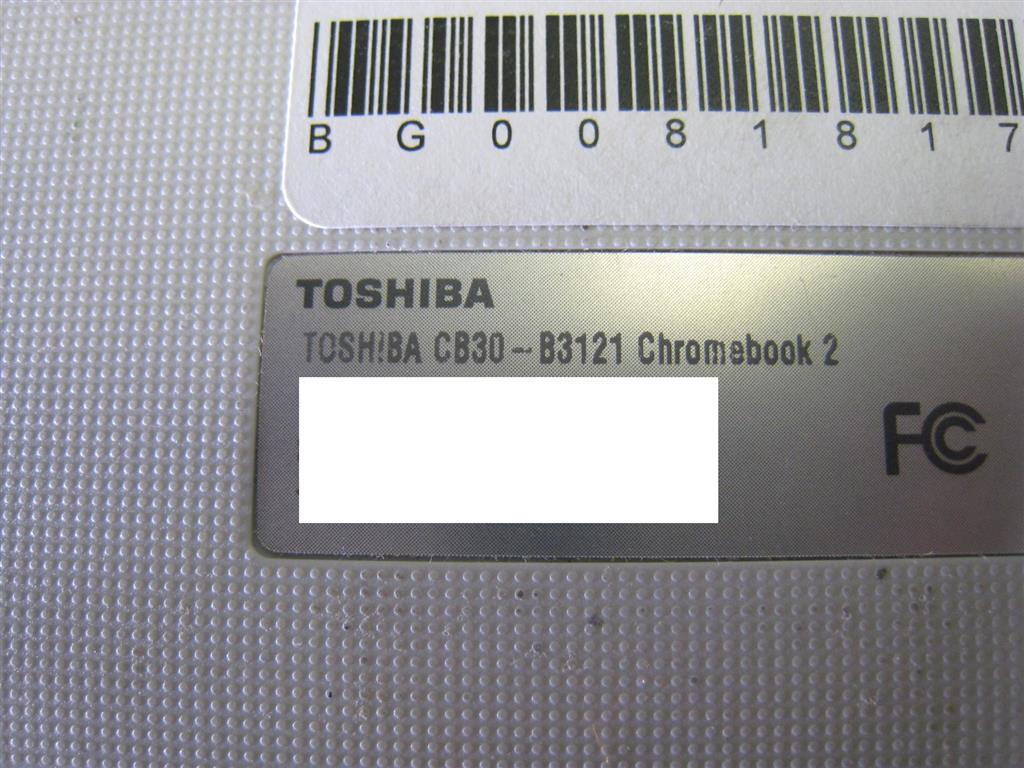 BG0081817
TOSHIBA
TOSHIBA CB30-B3121 Chromebook 2
FC